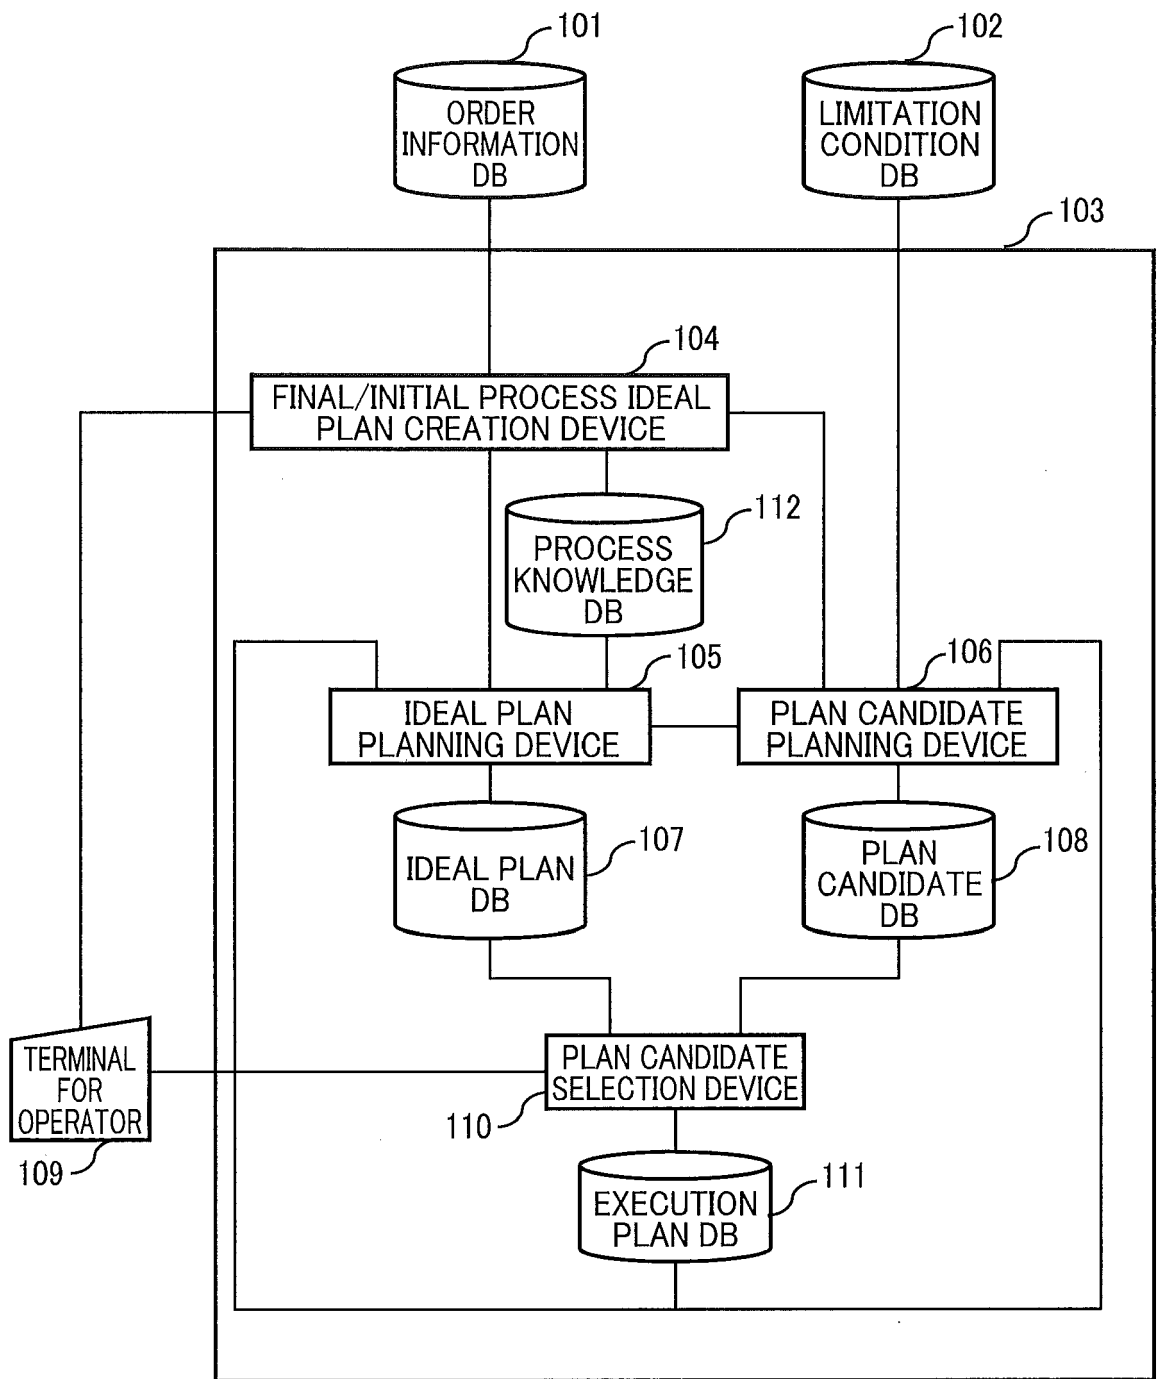 101
102
ORDER
INFORMATION
DB
LIMITATION
CONDITION
DB
103
104
FINAL/INITIAL PROCESS IDEAL
PLAN CREATION DEVICE
112
PROCESS
KNOWLEDGE
DB
105
106
IDEAL PLAN
PLANNING DEVICE
PLAN CANDIDATE
PLANNING DEVICE
107
108
IDEAL PLAN
DB
PLAN
CANDIDATE
DB
TERMINAL
FOR
OPERATOR
109
PLAN CANDIDATE
SELECTION DEVICE
110
111
EXECUTION
PLAN DB